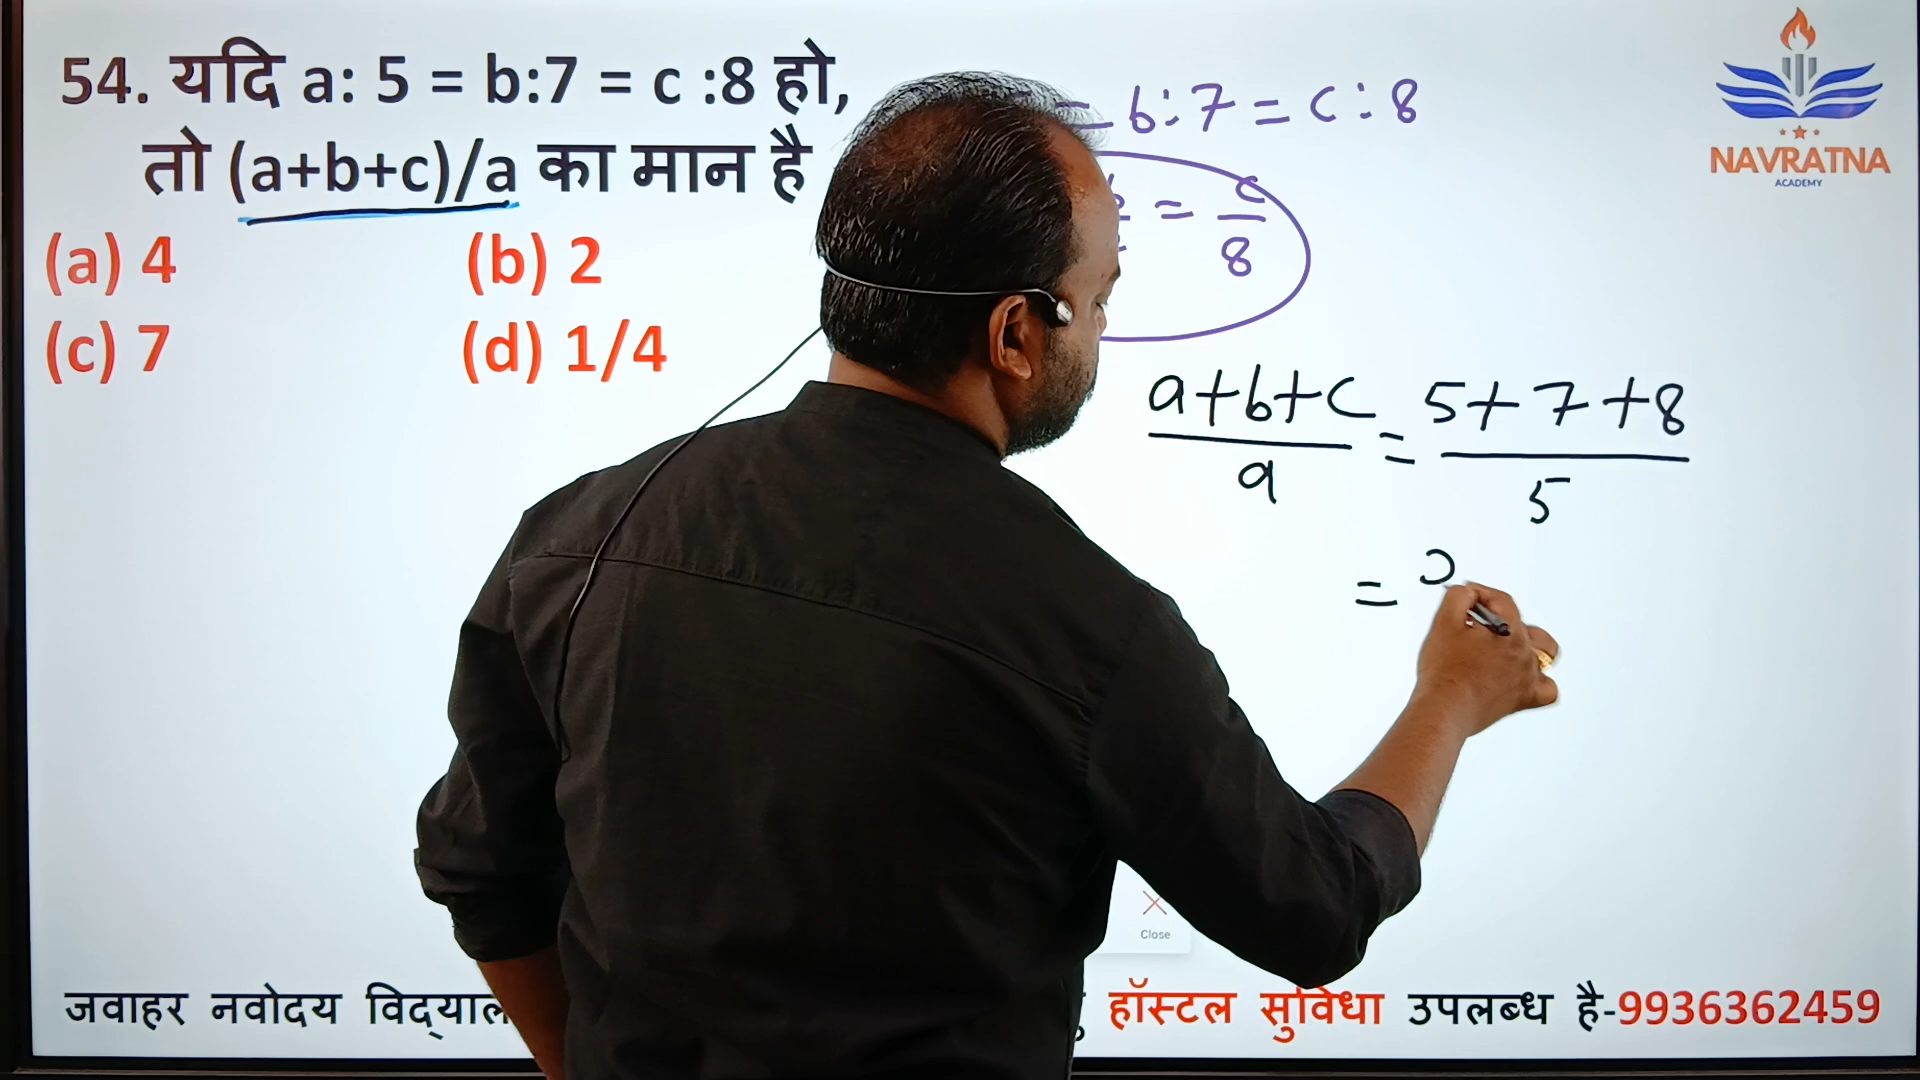 54. यदि a: 5 = b:7 = c :8 हो,
तो (a+b+c)/a का मान है
(a) 4
(b) 2
(c) 7
(d) 1/4
= b:7 = c:8
= c/8
(a+b+c)/a = (5+7+8)/5
=
NAVRATNA
ACADEMY
Close
जवाहर नवोदय हॉस्टल सुविधा उपलब्ध है-9936362459